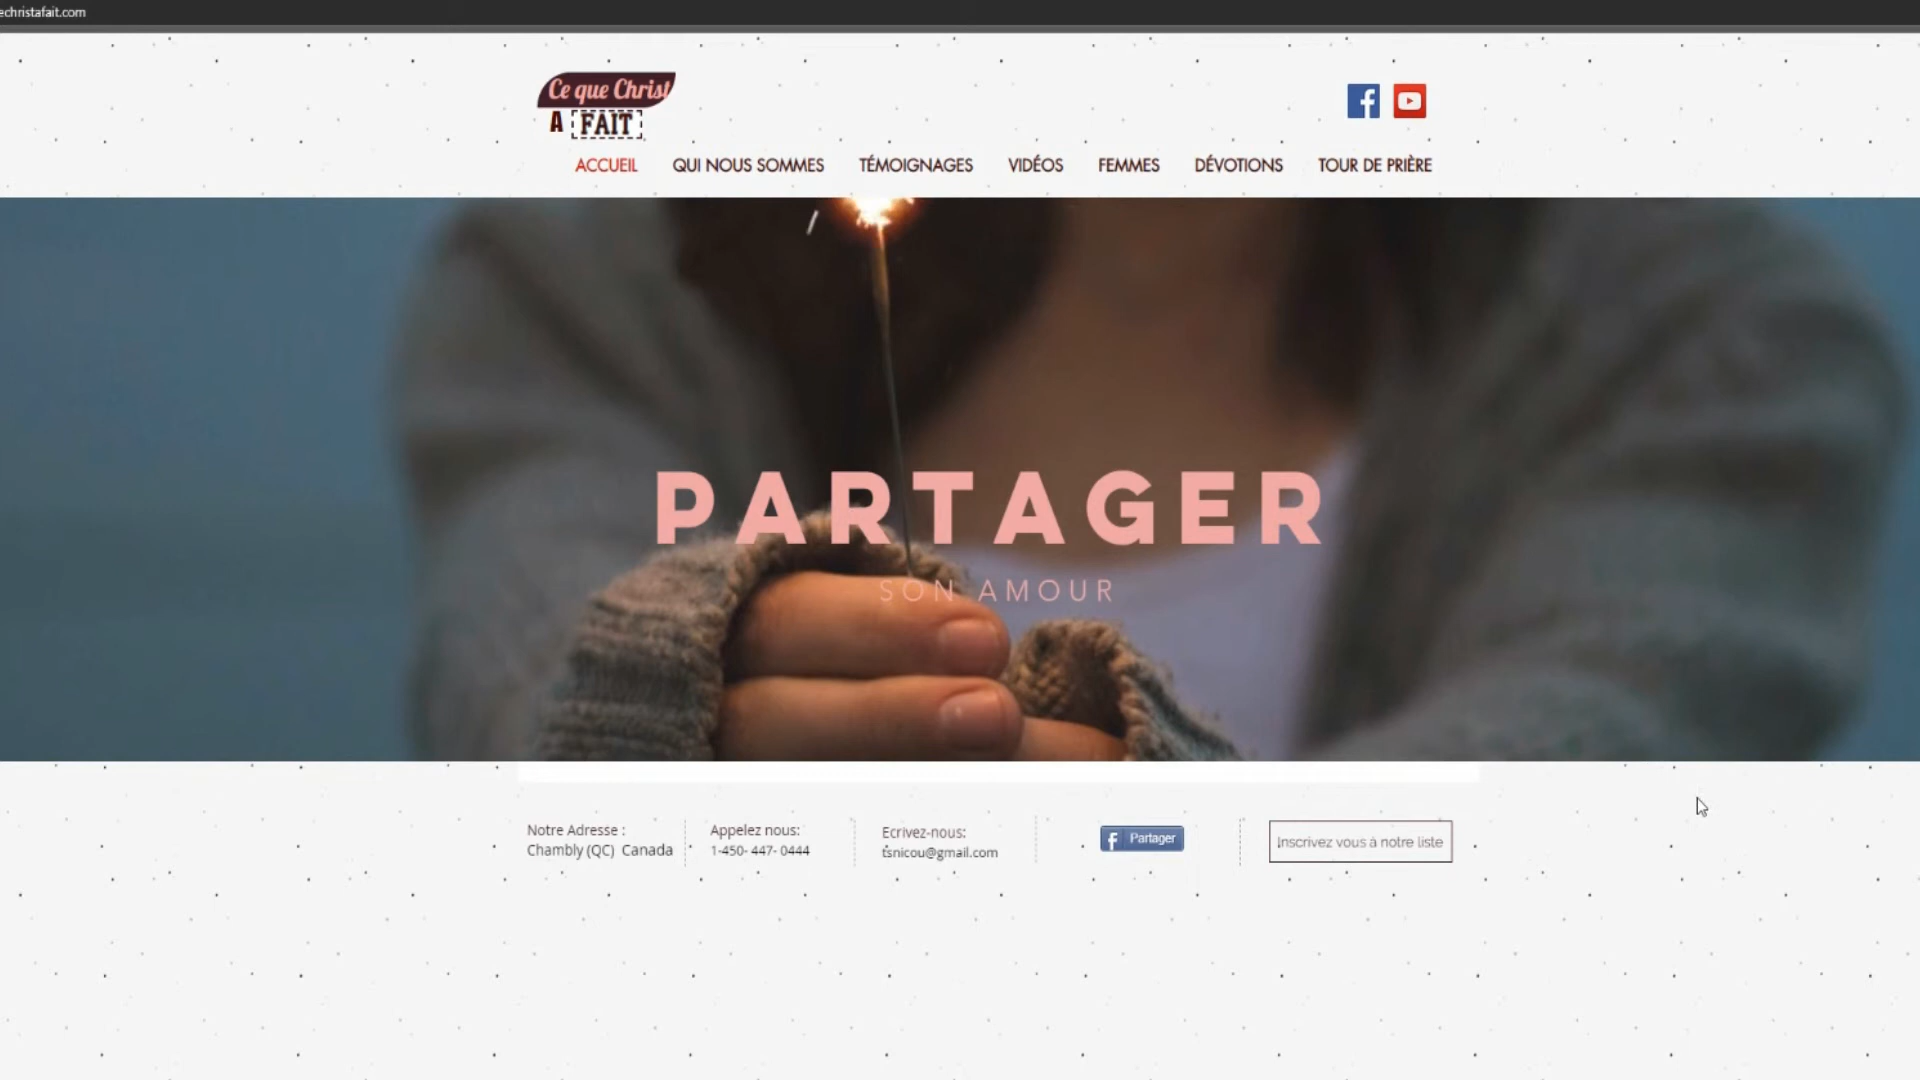 echristafait.com
Ce que Christ
A FAIT
ACCUEIL QUI NOUS SOMMES TÉMOIGNAGES VIDÉOS FEMMES DÉVOTIONS TOUR DE PRIÈRE
PARTAGER
SON AMOUR
Notre Adresse :
Chambly (QC) Canada
Appelez nous:
1-450- 447- 0444
Ecrivez-nous:
tsnicou@gmail.com
Partager
Inscrivez vous à notre liste